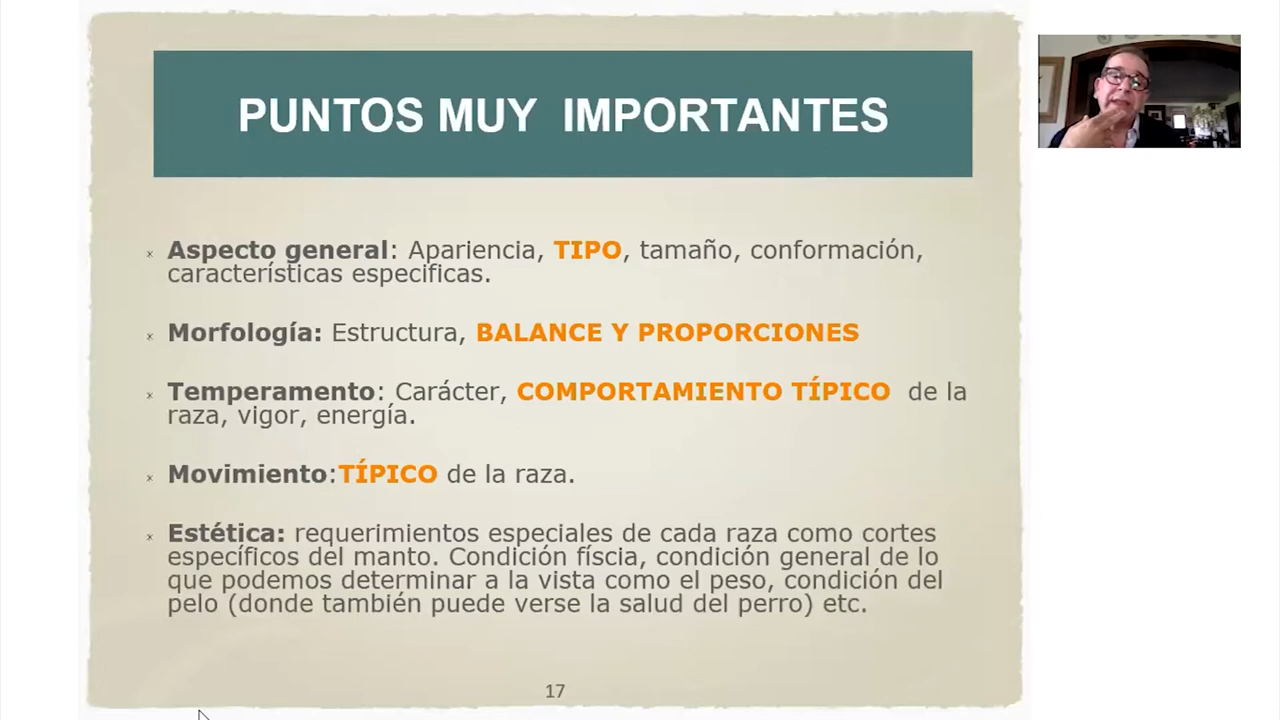 PUNTOS MUY IMPORTANTES
Aspecto general: Apariencia, TIPO, tamaño, conformación,
características especificas.
Morfología: Estructura, BALANCE Y PROPORCIONES
Temperamento: Carácter, COMPORTAMIENTO TÍPICO de la
raza, vigor, energía.
Movimiento:TÍPICO de la raza.
Estética: requerimientos especiales de cada raza como cortes
específicos del manto. Condición físcia, condición general de lo
que podemos determinar a la vista como el peso, condición del
pelo (donde también puede verse la salud del perro) etc.
17